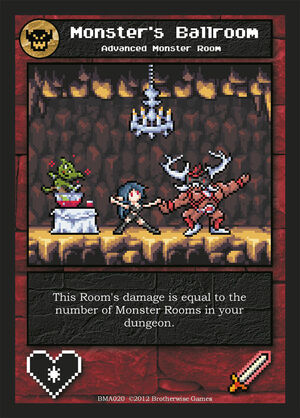 Monster's Ballroom
Advanced Monster Room
This Room's damage is equal to the
number of Monster Rooms in your
dungeon.
*
BMA020 ©2012 Brotherwise Games